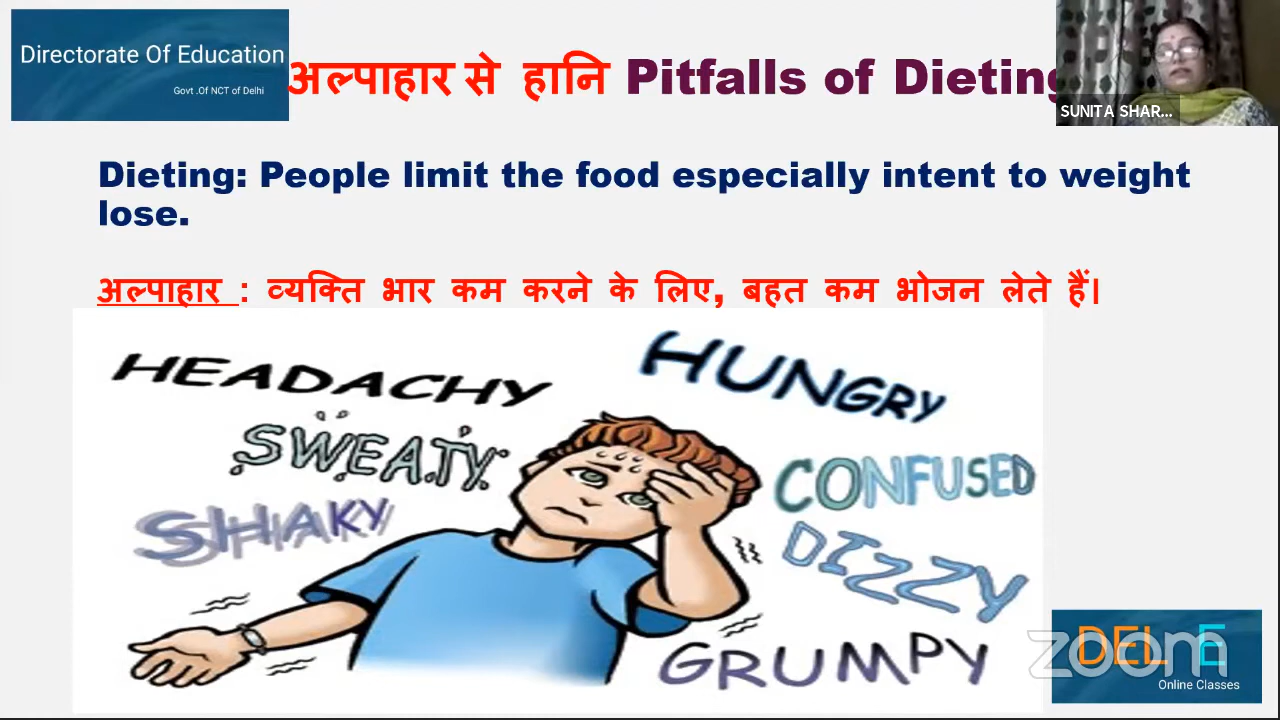 Directorate Of Education
Govt .Of NCT of Delhi
अल्पाहार से हानि Pitfalls of Dieting
SUNITA SHAR...
Dieting: People limit the food especially intent to weight
lose.
अल्पाहार : व्यक्ति भार कम करने के लिए, बहत कम भोजन लेते हैं।
HEADACHY
HUNGRY
SWEATY
CONFUSED
SHAKY
DIZZY
GRUMPY
zoom
DEL E
Online Classes